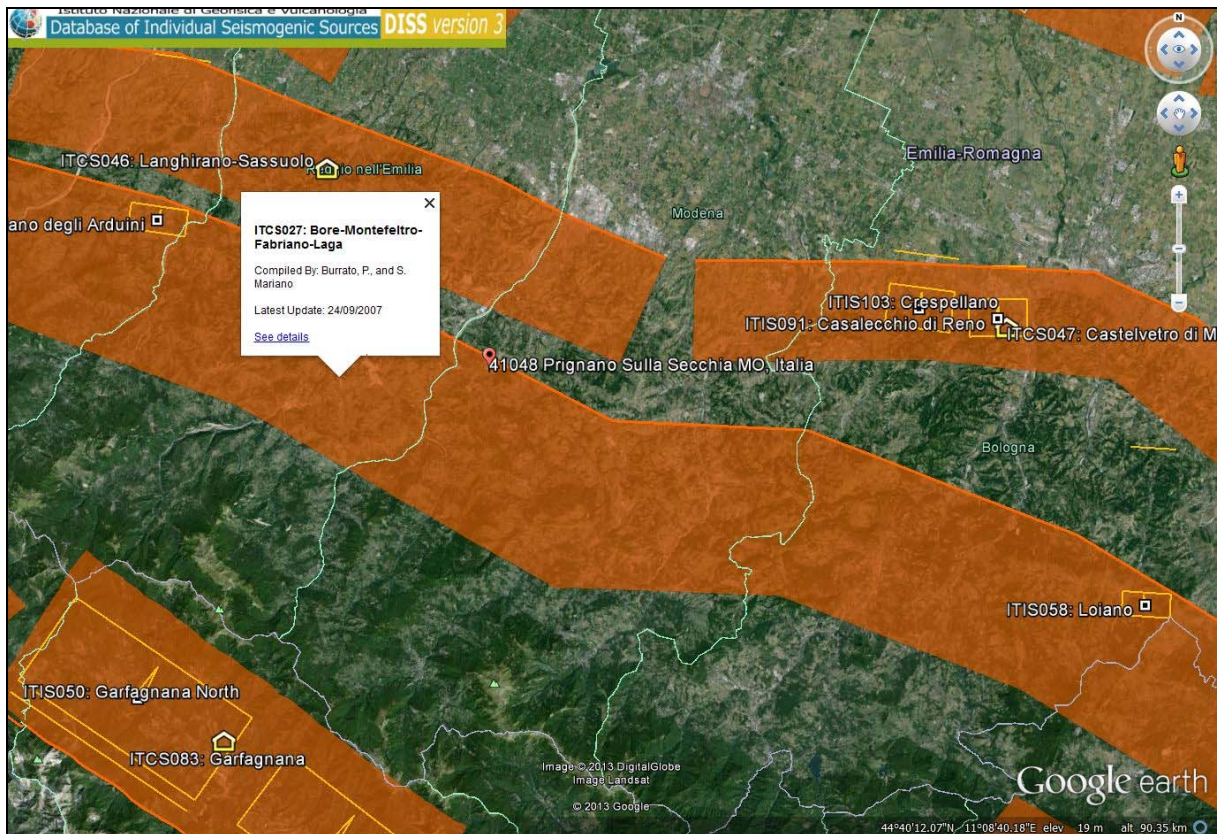 Istituto Nazionale di Geofisica e Vulcanologia
Database of Individual Seismogenic Sources DISS version 3
N
ITCS046: Langhirano-Sassuolo
Reggio nell'Emilia
Emilia-Romagna
ano degli Arduini
Modena
ITCS027: Bore-Montefeltro-
Fabriano-Laga
Compiled By: Burrato, P., and S.
Mariano
Latest Update: 24/09/2007
See details
ITIS103: Crespellano
ITIS091: Casalecchio di Reno
ITCS047: Castelvetro di M
41048 Prignano Sulla Secchia MO, Italia
Bologna
ITIS058: Loiano
ITIS050: Garfagnana North
ITCS083: Garfagnana
Image © 2013 DigitalGlobe
Image Landsat
© 2013 Google
Google earth
44°40'12.07"N 11°08'40.18"E elev 19 m alt 90.35 km